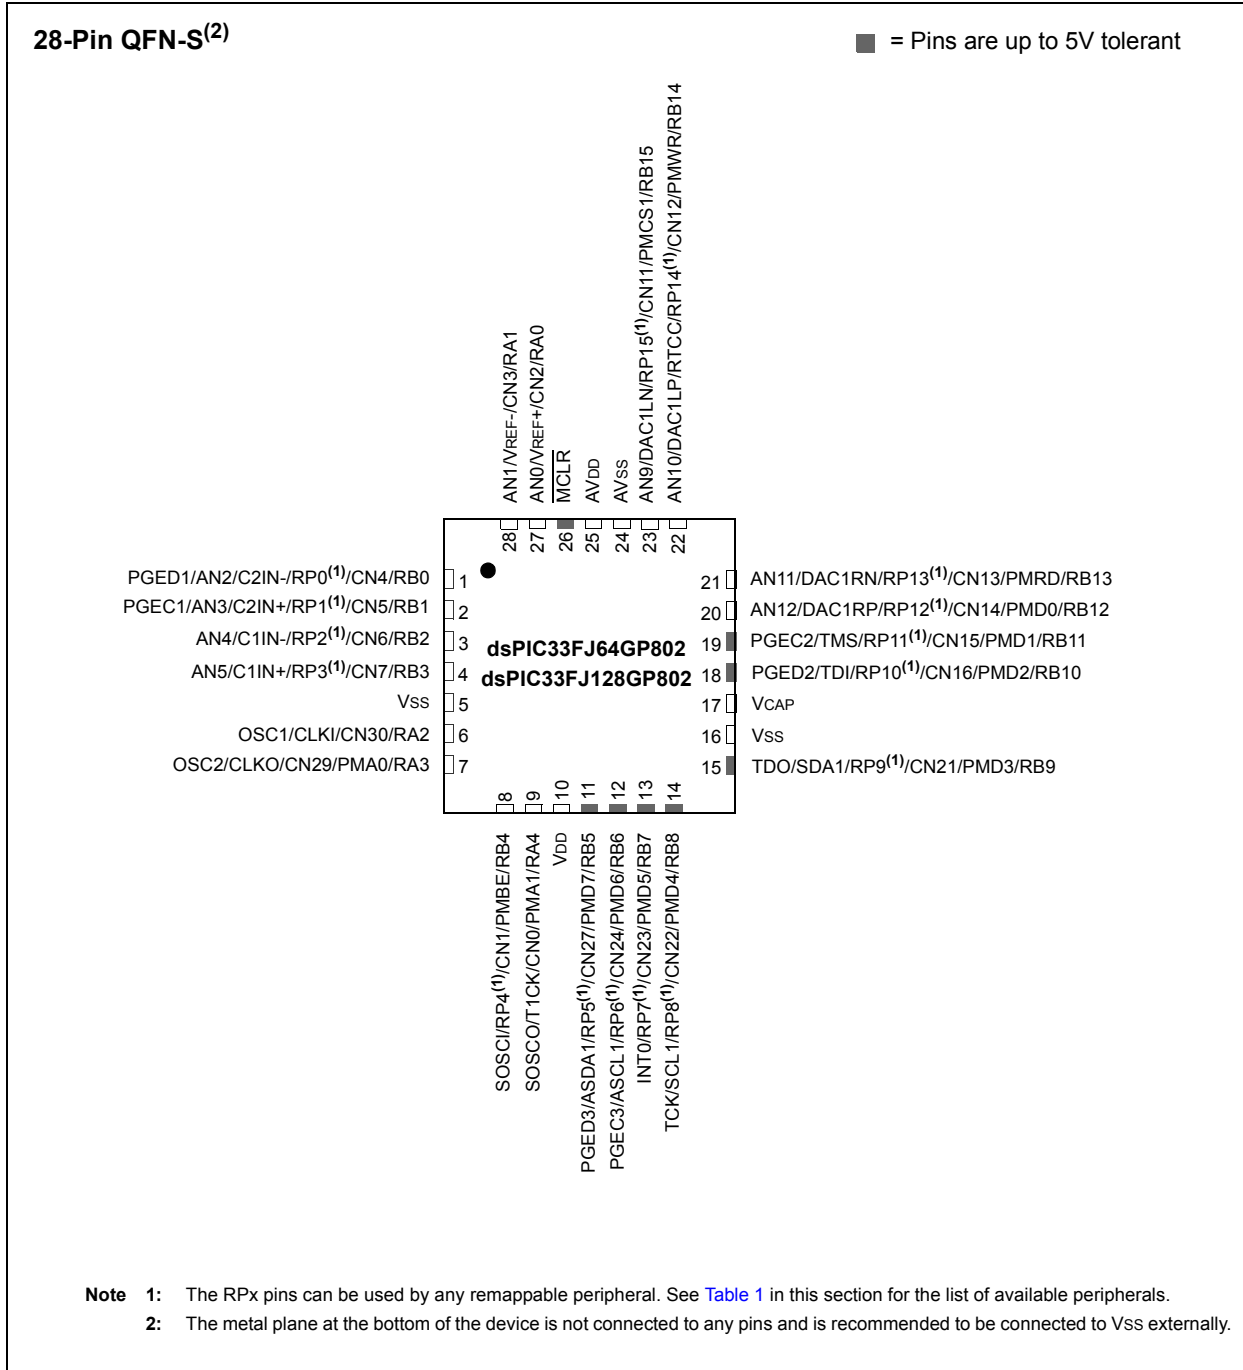 28-Pin QFN-S(2)
= Pins are up to 5V tolerant
AN1/VREF-/CN3/RA1
AN0/VREF+/CN2/RA0
MCLR
AVDD
AVSS
AN9/DAC1LN/RP15(1)/CN11/PMCS1/RB15
AN10/DAC1LP/RTCC/RP14(1)/CN12/PMWR/RB14
28
27
26
25
24
23
22
PGED1/AN2/C2IN-/RP0(1)/CN4/RB0 1
PGEC1/AN3/C2IN+/RP1(1)/CN5/RB1 2
AN4/C1IN-/RP2(1)/CN6/RB2 3
AN5/C1IN+/RP3(1)/CN7/RB3 4
VSS 5
OSC1/CLKI/CN30/RA2 6
OSC2/CLKO/CN29/PMA0/RA3 7
dsPIC33FJ64GP802
dsPIC33FJ128GP802
21 AN11/DAC1RN/RP13(1)/CN13/PMRD/RB13
20 AN12/DAC1RP/RP12(1)/CN14/PMD0/RB12
19 PGEC2/TMS/RP11(1)/CN15/PMD1/RB11
18 PGED2/TDI/RP10(1)/CN16/PMD2/RB10
17 VCAP
16 VSS
15 TDO/SDA1/RP9(1)/CN21/PMD3/RB9
8
9
10
11
12
13
14
SOSCI/RP4(1)/CN1/PMBE/RB4
SOSCO/T1CK/CN0/PMA1/RA4
VDD
PGED3/ASDA1/RP5(1)/CN27/PMD7/RB5
PGEC3/ASCL1/RP6(1)/CN24/PMD6/RB6
INT0/RP7(1)/CN23/PMD5/RB7
TCK/SCL1/RP8(1)/CN22/PMD4/RB8
Note 1: The RPx pins can be used by any remappable peripheral. See Table 1 in this section for the list of available peripherals.
2: The metal plane at the bottom of the device is not connected to any pins and is recommended to be connected to VSS externally.